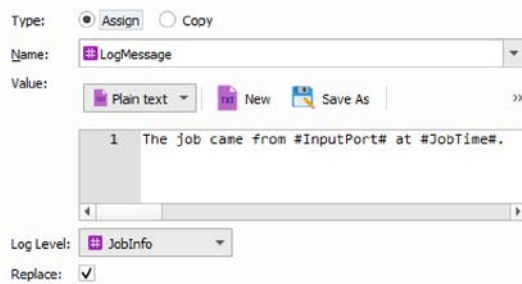 Type: Assign Copy
Name: LogMessage
Value:
Plain text TXT New Save As »
1 The job came from #InputPort# at #JobTime#.
Log Level: # JobInfo
Replace: